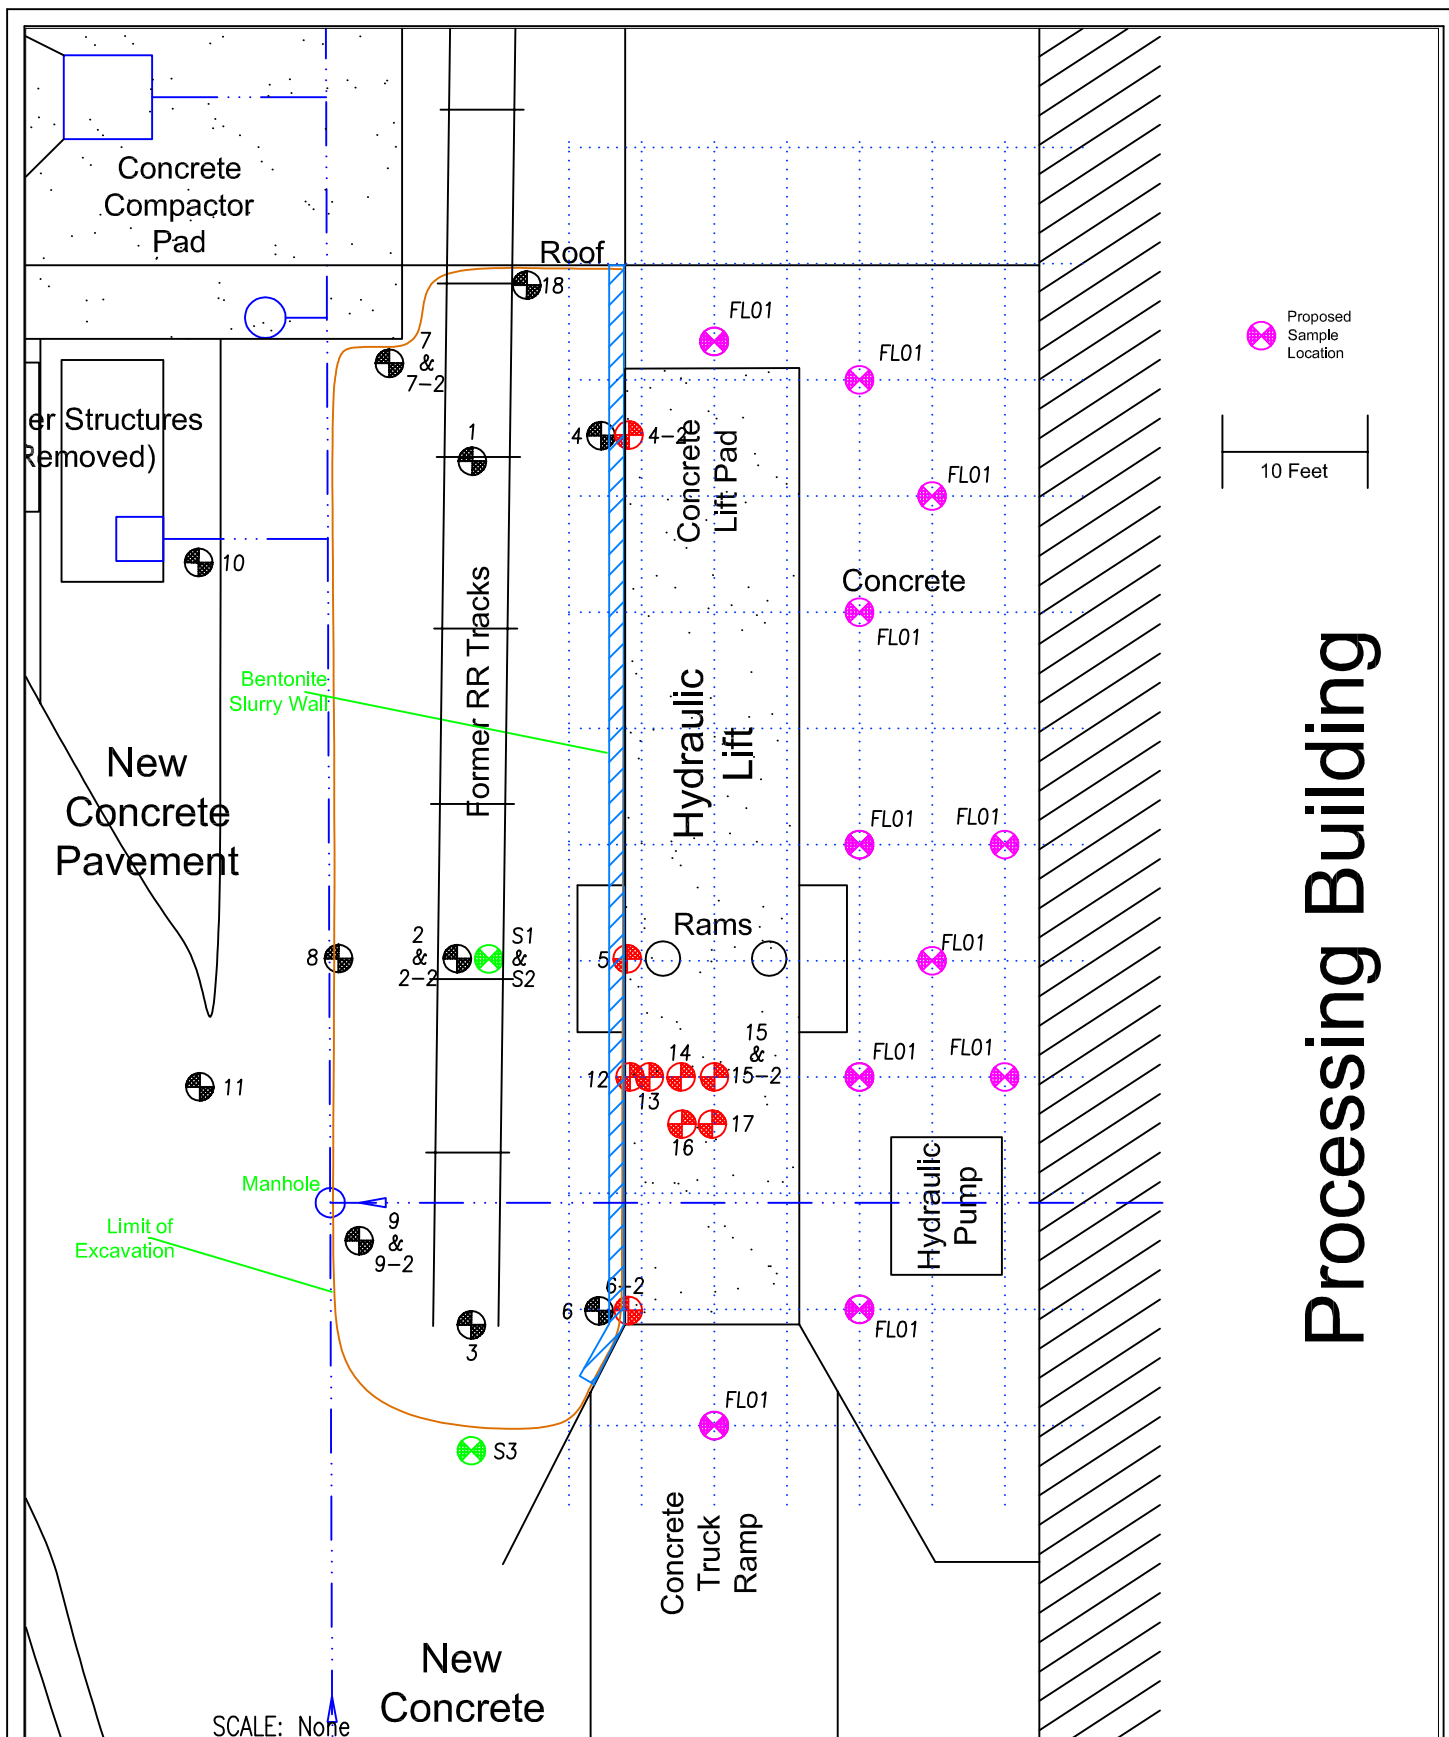 Concrete
Compactor
Pad
Roof
18
FL01
Proposed
Sample
Location
7
&
7-2
FL01
er Structures
Removed)
1
4
4-2
Concrete
Lift Pad
10 Feet
FL01
10
Former RR Tracks
Concrete
FL01
Bentonite
Slurry Wall
Hydraulic
Lift
Processing Building
New
Concrete
Pavement
FL01
FL01
8
2
&
2-2
S1
&
S2
5
Rams
FL01
11
12
13
14
15
&
15-2
FL01
FL01
16
17
Manhole
Limit of
Excavation
9
&
9-2
Hydraulic
Pump
6
6-2
3
FL01
FL01
S3
Concrete
Truck
Ramp
New
Concrete
SCALE: None